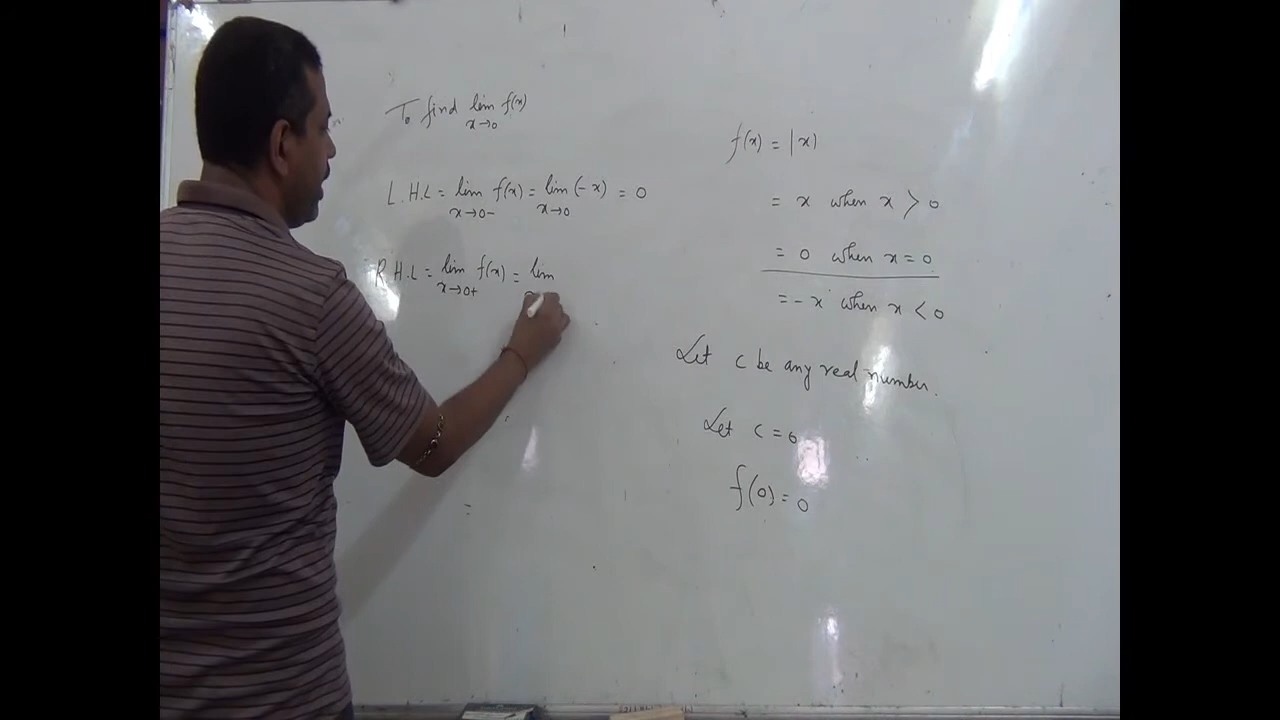 To find lim f(x)
x→0
L.H.L = lim f(x) = lim (-x) = 0
x→0- x→0
R.H.L = lim f(x) = lim
x→0+
=
f(x) = |x|
= x when x > 0
= 0 when x = 0
= - x when x < 0
Let c be any real number.
Let c = 0
f(0) = 0